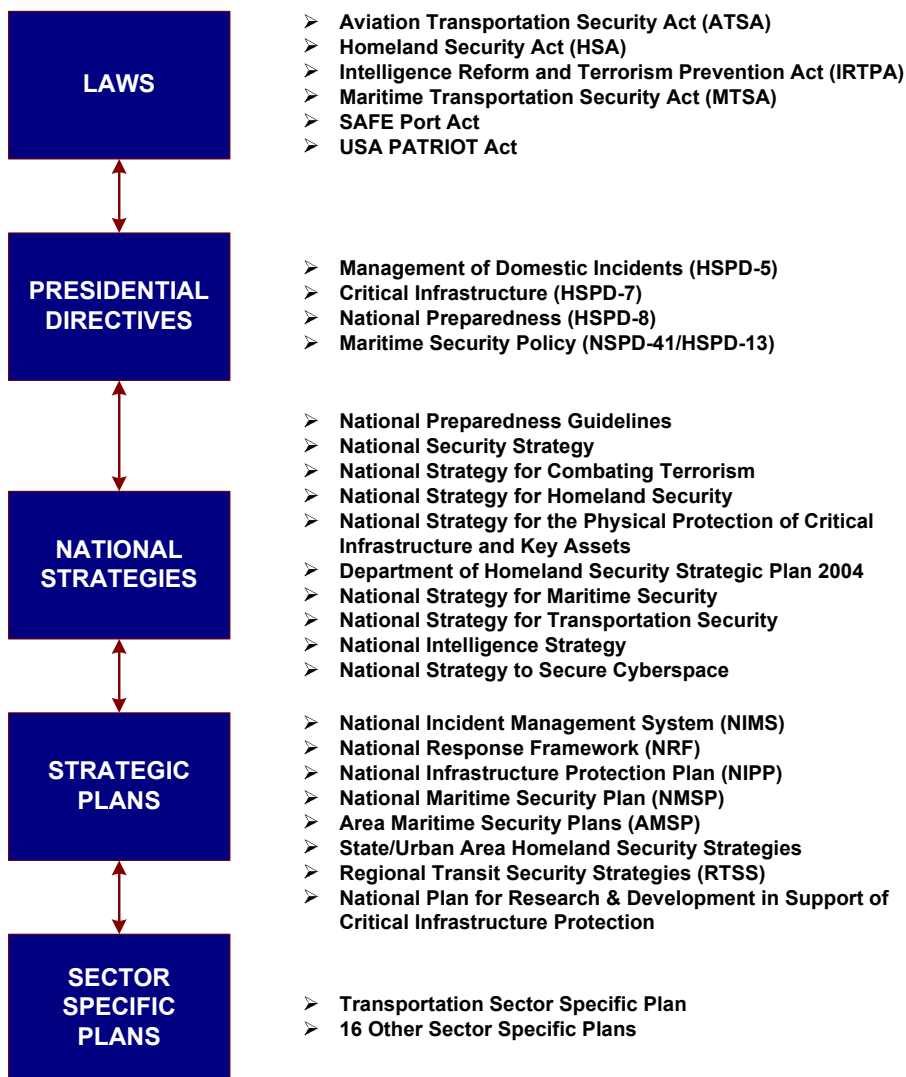 LAWS
➢ Aviation Transportation Security Act (ATSA)
➢ Homeland Security Act (HSA)
➢ Intelligence Reform and Terrorism Prevention Act (IRTPA)
➢ Maritime Transportation Security Act (MTSA)
➢ SAFE Port Act
➢ USA PATRIOT Act
PRESIDENTIAL
DIRECTIVES
➢ Management of Domestic Incidents (HSPD-5)
➢ Critical Infrastructure (HSPD-7)
➢ National Preparedness (HSPD-8)
➢ Maritime Security Policy (NSPD-41/HSPD-13)
NATIONAL
STRATEGIES
➢ National Preparedness Guidelines
➢ National Security Strategy
➢ National Strategy for Combating Terrorism
➢ National Strategy for Homeland Security
➢ National Strategy for the Physical Protection of Critical
Infrastructure and Key Assets
➢ Department of Homeland Security Strategic Plan 2004
➢ National Strategy for Maritime Security
➢ National Strategy for Transportation Security
➢ National Intelligence Strategy
➢ National Strategy to Secure Cyberspace
STRATEGIC
PLANS
➢ National Incident Management System (NIMS)
➢ National Response Framework (NRF)
➢ National Infrastructure Protection Plan (NIPP)
➢ National Maritime Security Plan (NMSP)
➢ Area Maritime Security Plans (AMSP)
➢ State/Urban Area Homeland Security Strategies
➢ Regional Transit Security Strategies (RTSS)
➢ National Plan for Research & Development in Support of
Critical Infrastructure Protection
SECTOR
SPECIFIC
PLANS
➢ Transportation Sector Specific Plan
➢ 16 Other Sector Specific Plans